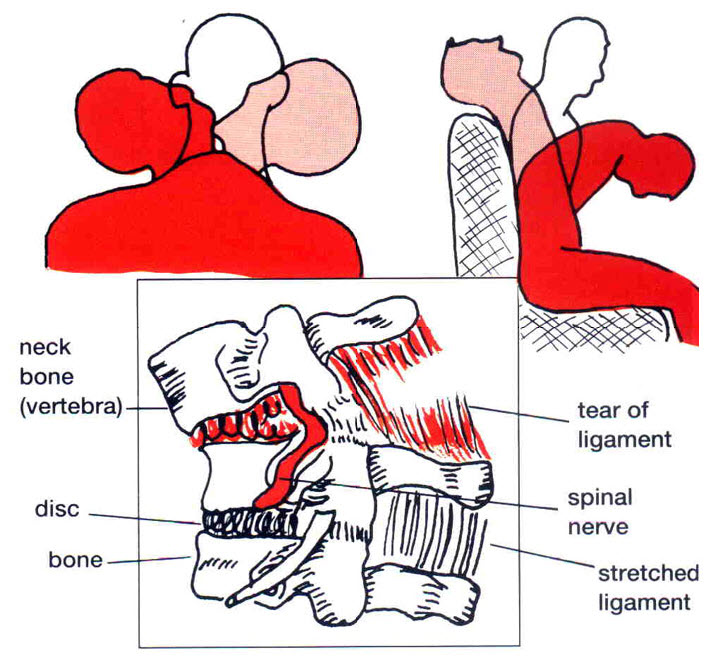 neck
bone
(vertebra)
disc
bone
tear of
ligament
spinal
nerve
stretched
ligament